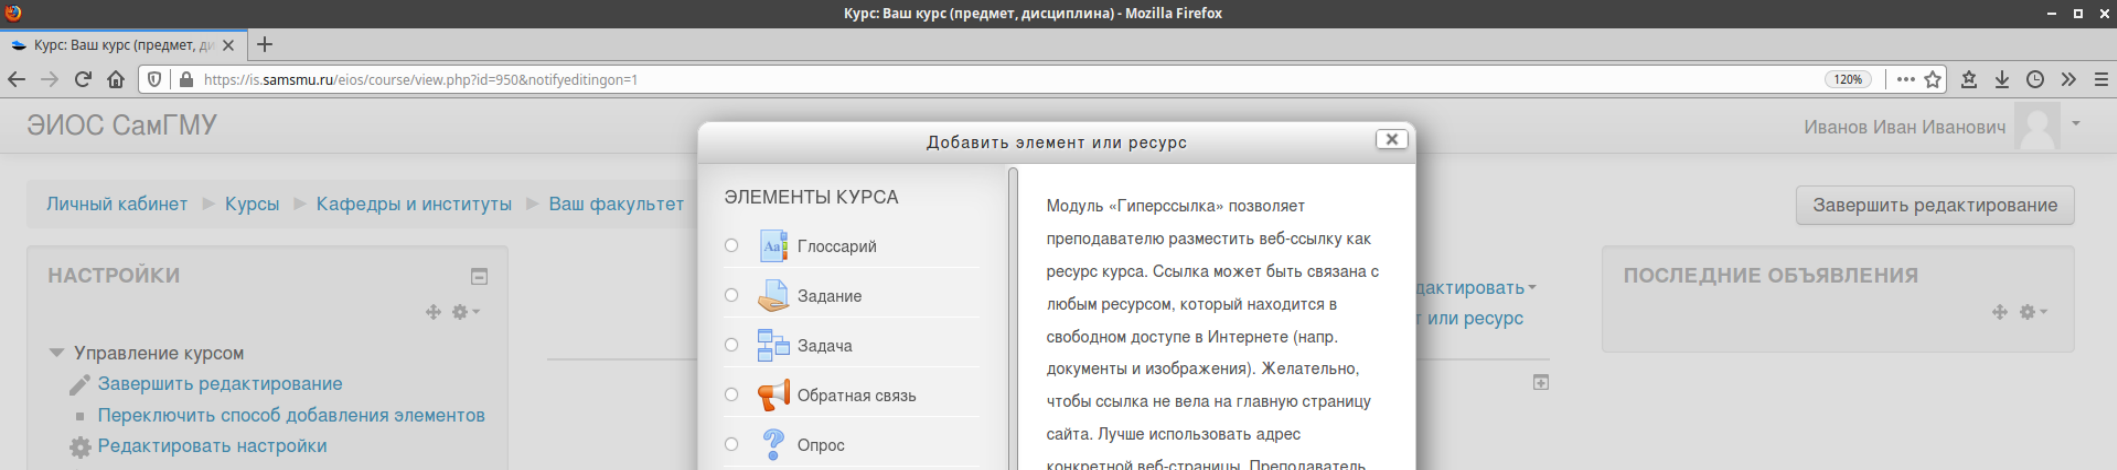 Курс: Ваш курс (предмет, дисциплина) - Mozilla Firefox
Курс: Ваш курс (предмет, ди
https://is.samsmu.ru/eios/course/view.php?id=950&notifyeditingon=1
120%
ЭИОС СамГМУ
Иванов Иван Иванович
Личный кабинет Курсы Кафедры и институты Ваш факультет
Завершить редактирование
НАСТРОЙКИ
Управление курсом
Завершить редактирование
Переключить способ добавления элементов
Редактировать настройки
Добавить элемент или ресурс
ЭЛЕМЕНТЫ КУРСА
Глоссарий
Задание
Задача
Обратная связь
Опрос
Модуль «Гиперссылка» позволяет
преподавателю разместить веб-ссылку как
ресурс курса. Ссылка может быть связана с
любым ресурсом, который находится в
свободном доступе в Интернете (напр.
документы и изображения). Желательно,
чтобы ссылка не вела на главную страницу
сайта. Лучше использовать адрес
конкретной веб-страницы. Преподаватель
дактировать
т или ресурс
ПОСЛЕДНИЕ ОБЪЯВЛЕНИЯ